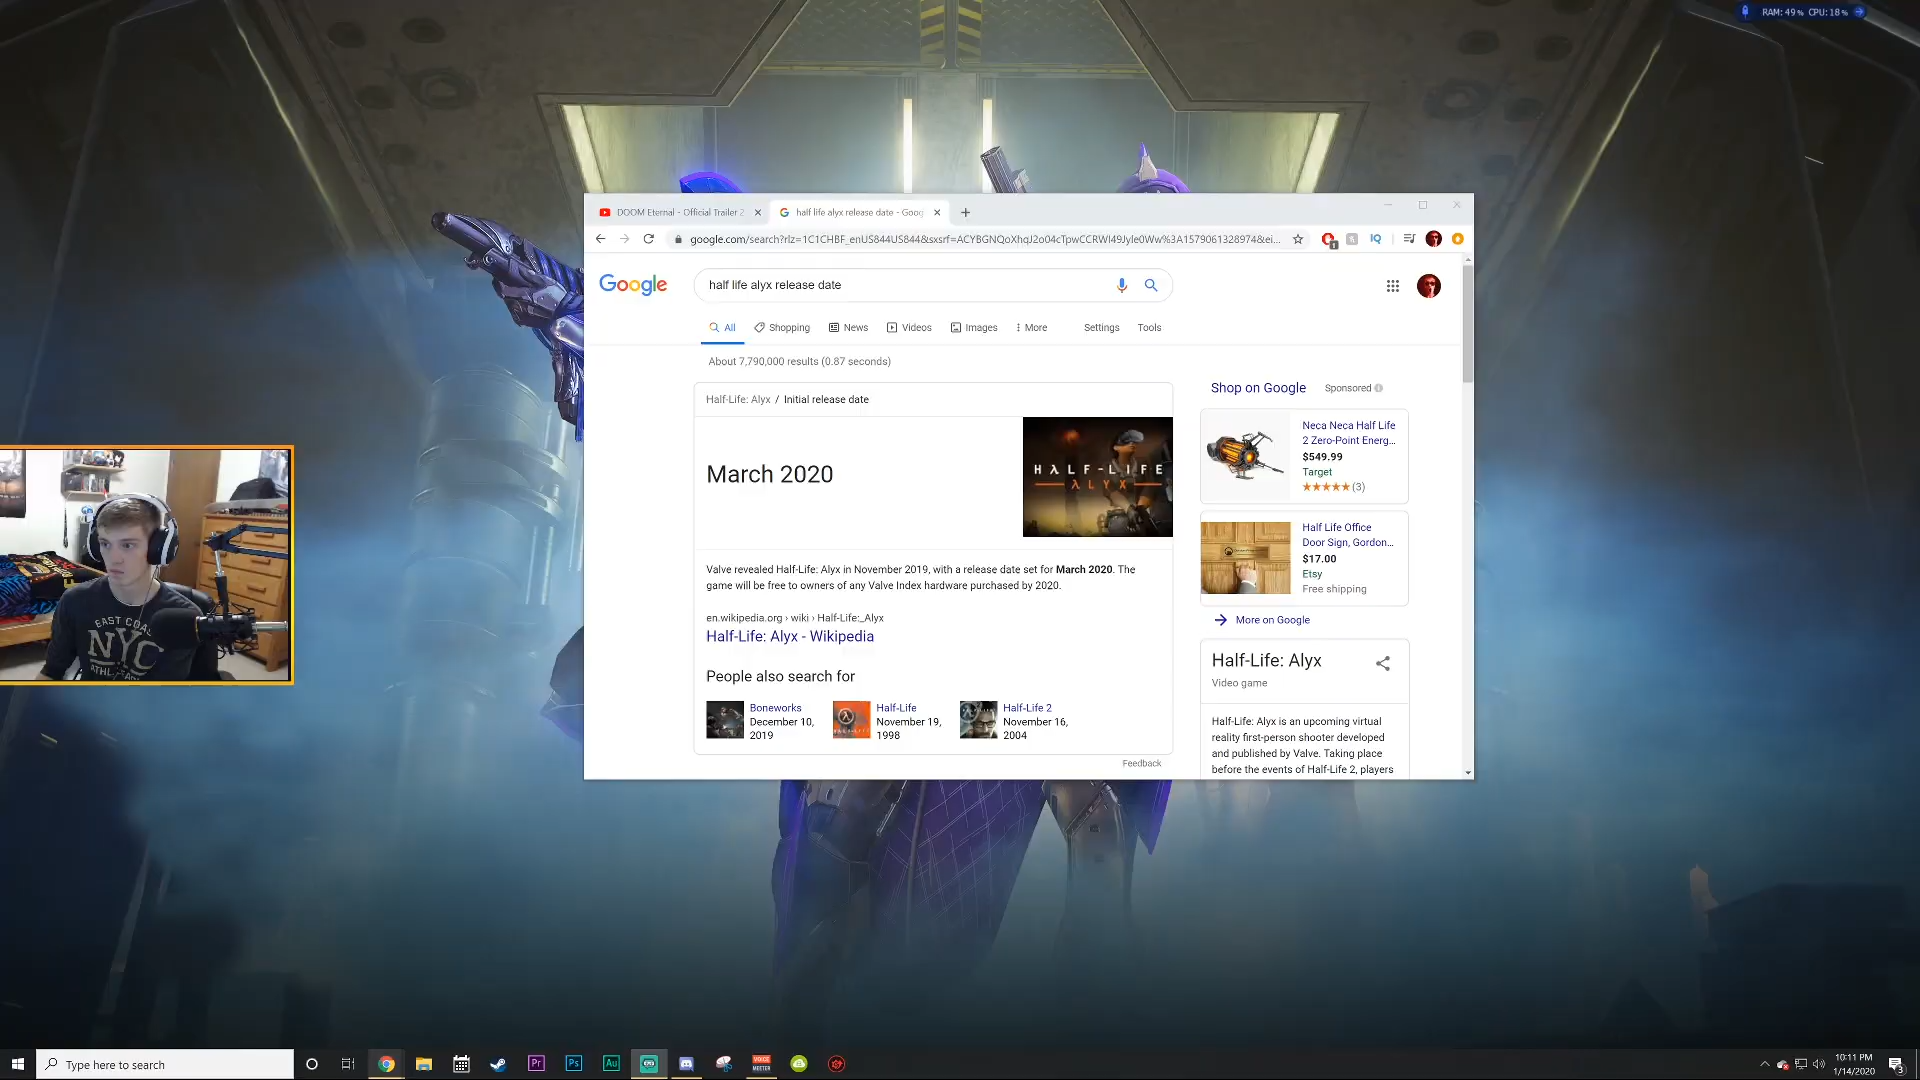 RAM: 49% CPU: 18%
DOOM Eternal - Official Trailer 2
half life alyx release date - Goog
google.com/search?rlz=1C1CHBF_enUS844US844&sxsrf=ACYBGNQoXhqJ2o04cTpwCCRWI49Jyle0Ww%3A1579061328974&ei...
1
IQ
Google
half life alyx release date
All
Shopping
News
Videos
Images
More
Settings
Tools
About 7,790,000 results (0.87 seconds)
Half-Life: Alyx / Initial release date
March 2020
HALF-LIFE
ALYX
Valve revealed Half-Life: Alyx in November 2019, with a release date set for March 2020. The
game will be free to owners of any Valve Index hardware purchased by 2020.
en.wikipedia.org › wiki › Half-Life:_Alyx
Half-Life: Alyx - Wikipedia
People also search for
Boneworks
December 10,
2019
Half-Life
November 19,
1998
Half-Life 2
November 16,
2004
Feedback
Shop on Google
Sponsored
Neca Neca Half Life
2 Zero-Point Energ...
$549.99
Target
(3)
Half Life Office
Door Sign, Gordon...
$17.00
Etsy
Free shipping
More on Google
Half-Life: Alyx
Video game
Half-Life: Alyx is an upcoming virtual
reality first-person shooter developed
and published by Valve. Taking place
before the events of Half-Life 2, players
EAST COAST
NYC
Type here to search
Pr
Ps
Au
VOICE
MEETER
10:11 PM
1/14/2020
3